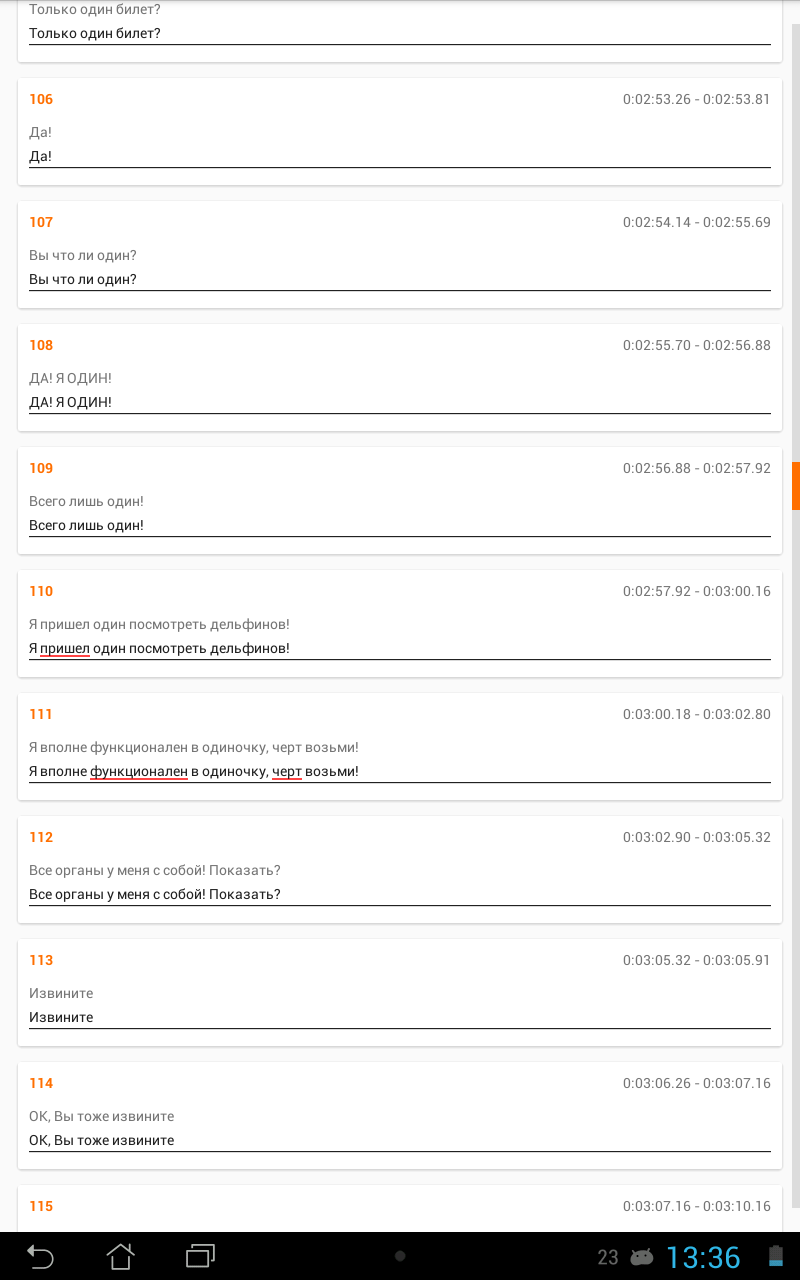 Только один билет?
Только один билет?
106 0:02:53.26 - 0:02:53.81
Да!
Да!
107 0:02:54.14 - 0:02:55.69
Вы что ли один?
Вы что ли один?
108 0:02:55.70 - 0:02:56.88
ДА! Я ОДИН!
ДА! Я ОДИН!
109 0:02:56.88 - 0:02:57.92
Всего лишь один!
Всего лишь один!
110 0:02:57.92 - 0:03:00.16
Я пришел один посмотреть дельфинов!
Я пришел один посмотреть дельфинов!
111 0:03:00.18 - 0:03:02.80
Я вполне функционален в одиночку, черт возьми!
Я вполне функционален в одиночку, черт возьми!
112 0:03:02.90 - 0:03:05.32
Все органы у меня с собой! Показать?
Все органы у меня с собой! Показать?
113 0:03:05.32 - 0:03:05.91
Извините
Извините
114 0:03:06.26 - 0:03:07.16
ОК, Вы тоже извините
ОК, Вы тоже извините
115 0:03:07.16 - 0:03:10.16
23 13:36